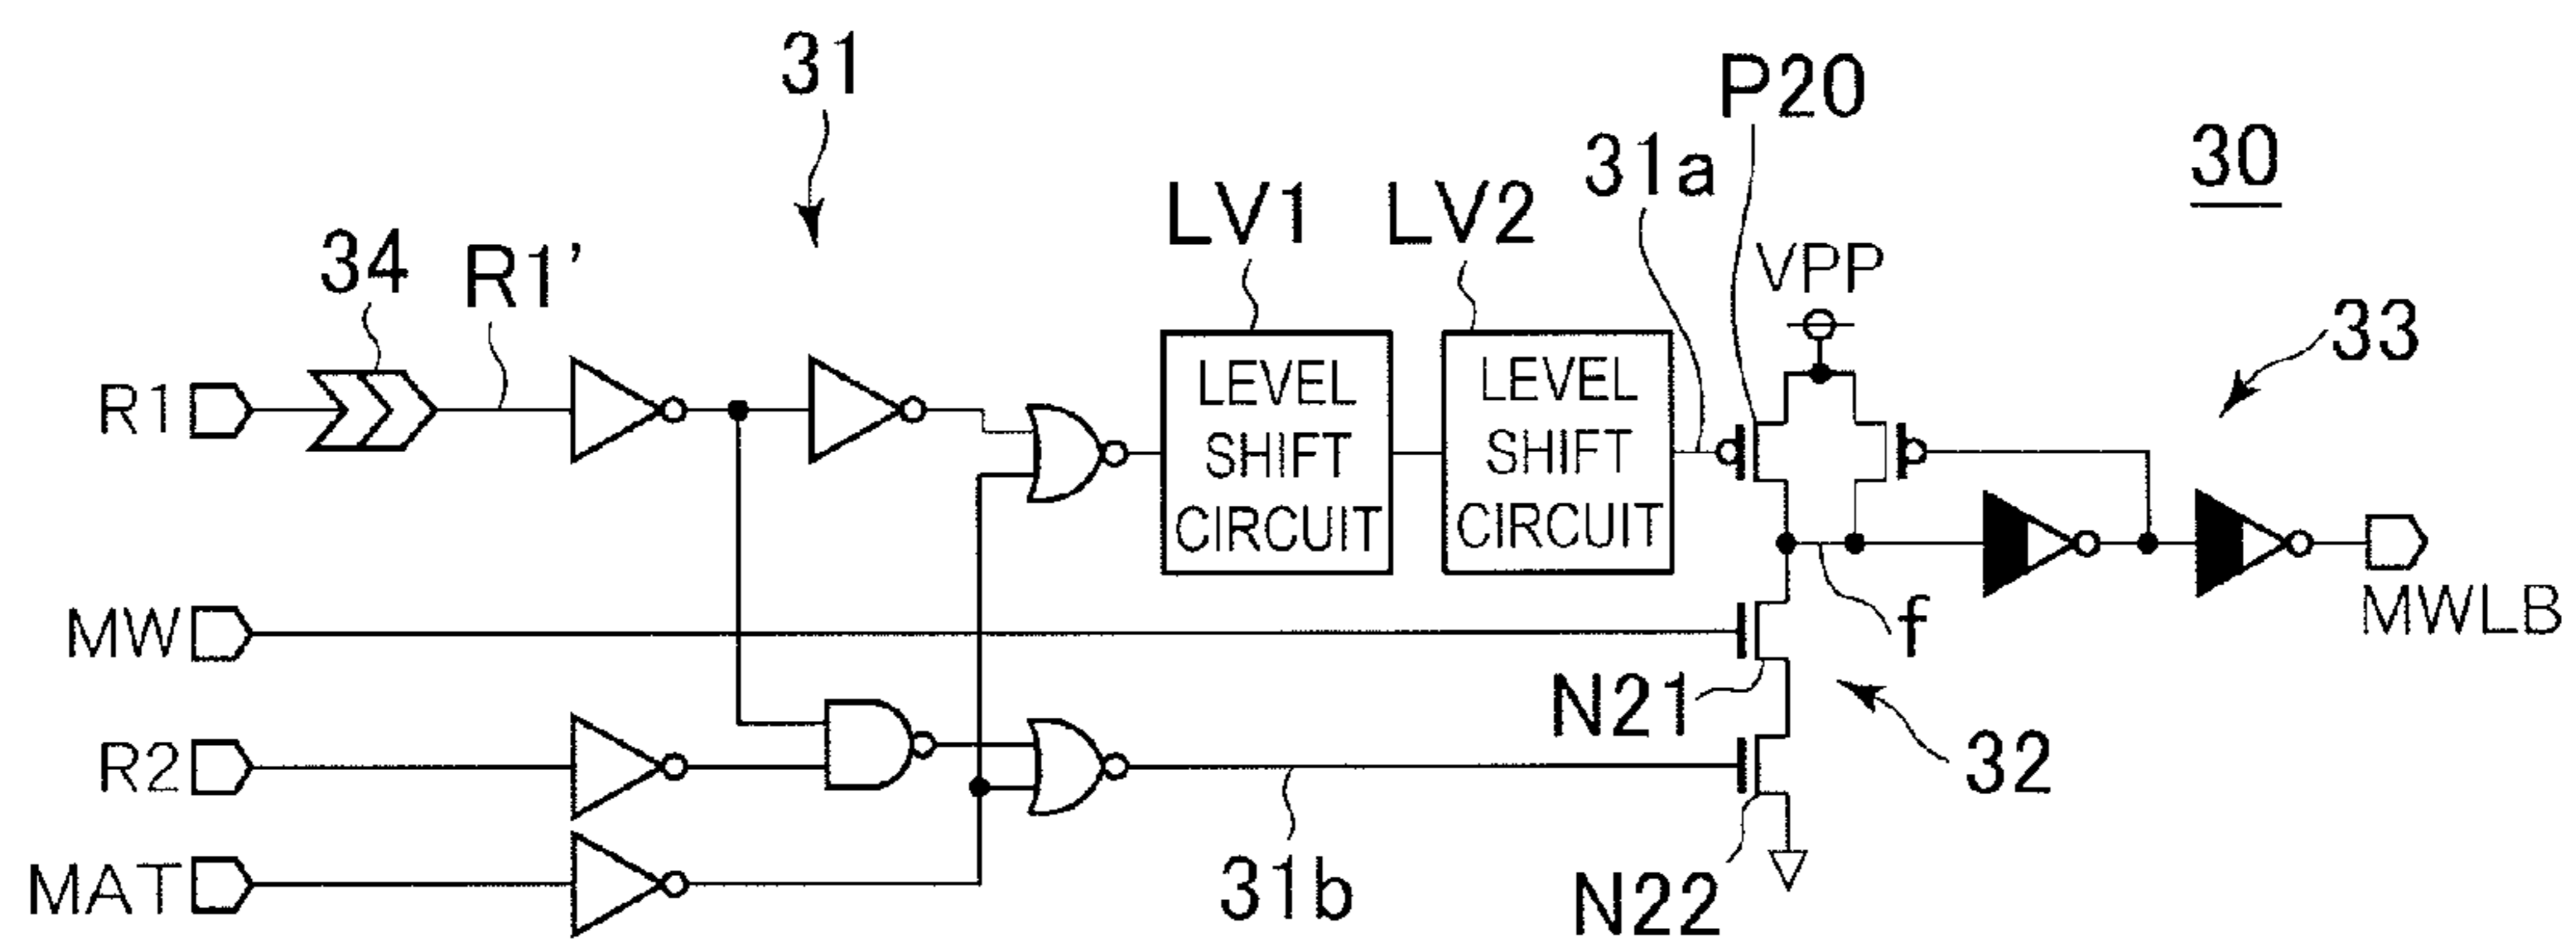 31
P20
31a
30
LV1
LV2
34
R1'
VPP
33
R1
LEVEL
SHIFT
CIRCUIT
LEVEL
SHIFT
CIRCUIT
MW
f
MWLB
N21
R2
32
MAT
31b
N22